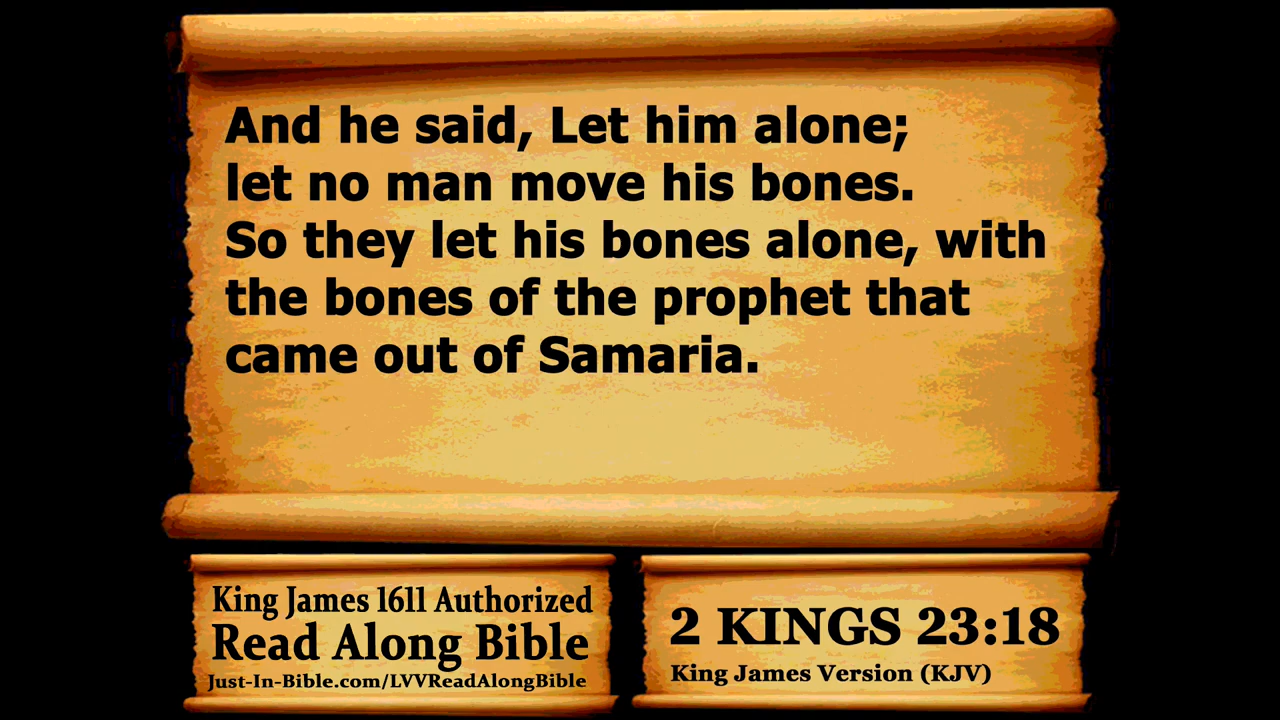 And he said, Let him alone;
let no man move his bones.
So they let his bones alone, with
the bones of the prophet that
came out of Samaria.
King James 1611 Authorized
Read Along Bible
Just-In-Bible.com/LVVReadAlongBible
2 KINGS 23:18
King James Version (KJV)